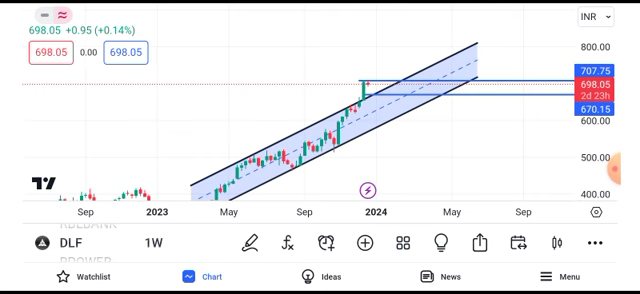 INR
698.05 +0.95 (+0.14%)
698.05 0.00 698.05
800.00
707.75
698.05
2d 23h
670.15
600.00
500.00
400.00
Sep 2023 May Sep 2024 May Sep
DLF 1W
Watchlist Chart Ideas News Menu